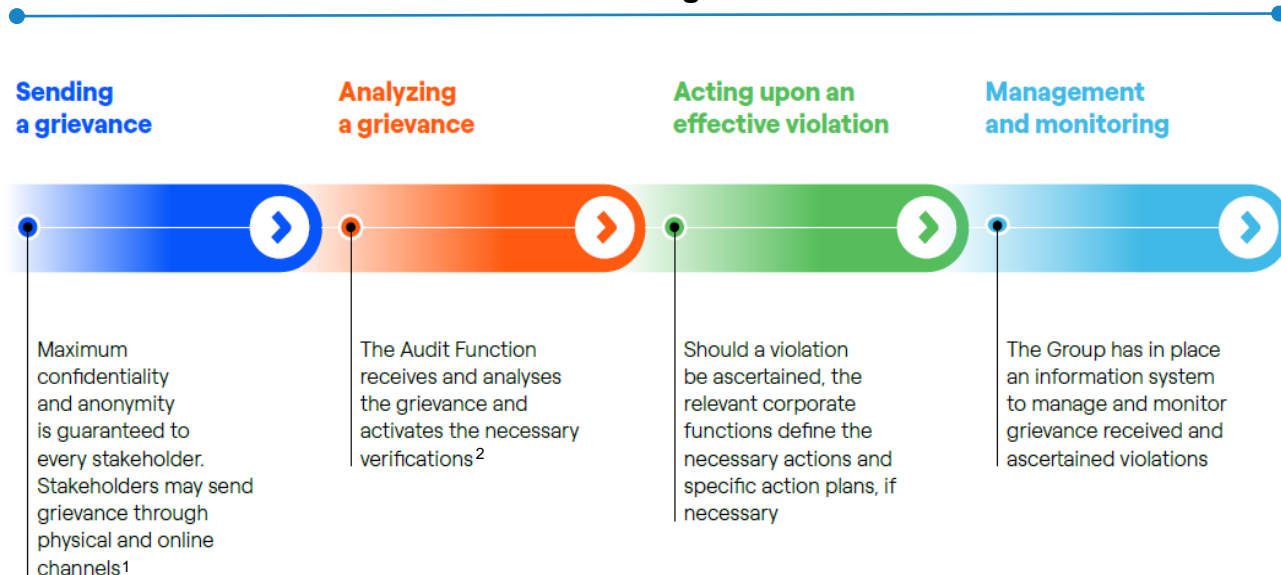 Sending
a grievance
Analyzing
a grievance
Acting upon an
effective violation
Management
and monitoring
Maximum
confidentiality
and anonymity
is guaranteed to
every stakeholder.
Stakeholders may send
grievance through
physical and online
channels1
The Audit Function
receives and analyses
the grievance and
activates the necessary
verifications2
Should a violation
be ascertained, the
relevant corporate
functions define the
necessary actions and
specific action plans, if
necessary
The Group has in place
an information system
to manage and monitor
grievance received and
ascertained violations